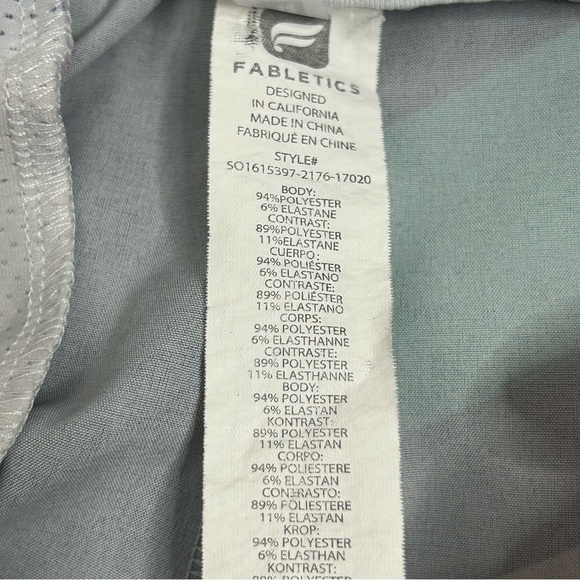 FABLETICS
DESIGNED
IN CALIFORNIA
MADE IN CHINA
FABRIQUÉ EN CHINE
STYLE#
SO1615397-2176-17020
BODY:
94%POLYESTER
6% ELASTANE
CONTRAST:
89%POLYESTER
11%ELASTANE
CUERPO:
94% POLIÉSTER
6% ELASTANO
CONTRASTE:
89% POLIÉSTER
11% ELASTANO
CORPS:
94% POLYESTER
6% ELASTHANNE
CONTRASTE:
89% POLYESTER
11% ELASTHANNE
BODY:
94% POLYESTER
6% ELASTAN
KONTRAST:
89% POLYESTER
11% ELASTAN
CORPO:
94% POLIESTERE
6% ELASTAN
CONTRASTO:
89% POLIESTERE
11% ELASTAN
KROP:
94% POLYESTER
6% ELASTHAN
KONTRAST:
89% POLYESTER